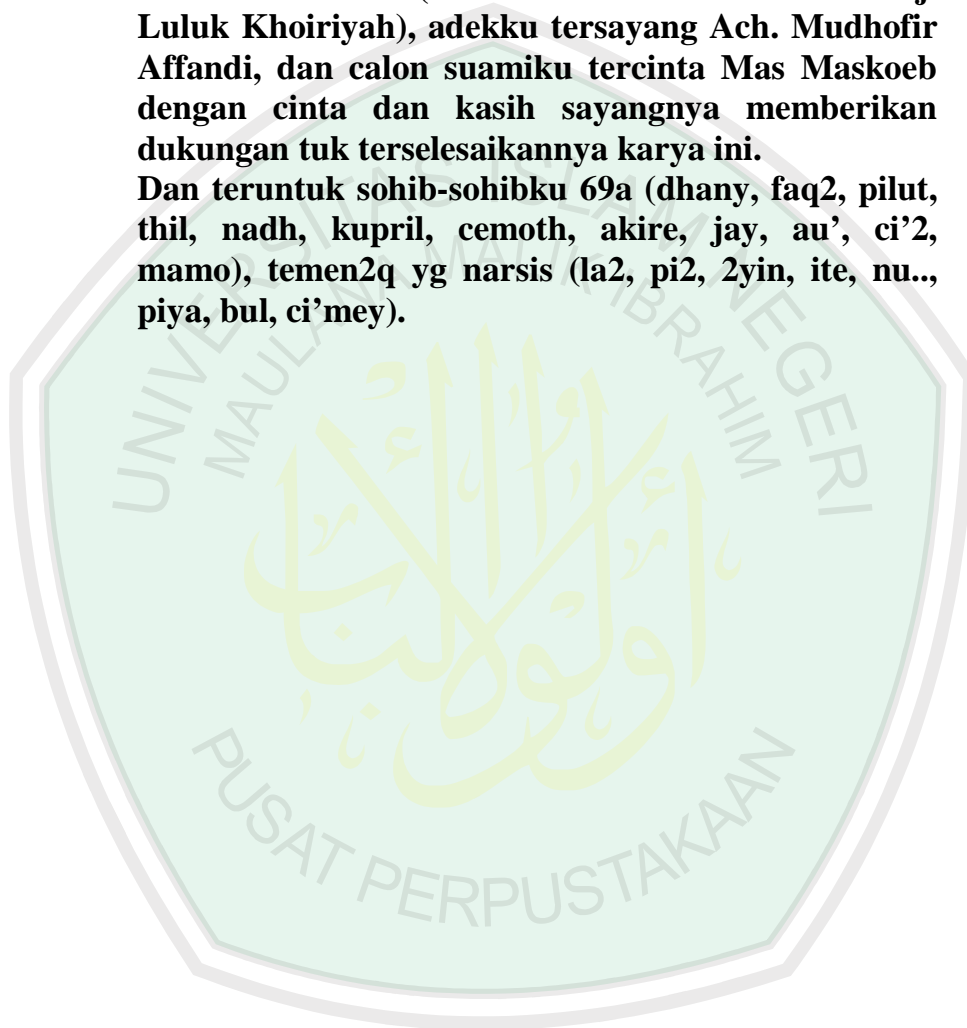 Luluk Khoiriyah), adekku tersayang Ach. Mudhofir
Affandi, dan calon suamiku tercinta Mas Maskoeb
dengan cinta dan kasih sayangnya memberikan
dukungan tuk terselesaikannya karya ini.
Dan teruntuk sohib-sohibku 69a (dhany, faq2, pilut,
thil, nadh, kupril, cemoth, akire, jay, au’, ci’2,
mamo), temen2q yg narsis (la2, pi2, 2yin, ite, nu..,
piya, bul, ci’mey).
UNIVERSITAS ISLAM NEGERI
MAULANA MALIK IBRAHIM
أولو الألباب
PUSAT PERPUSTAKAAN